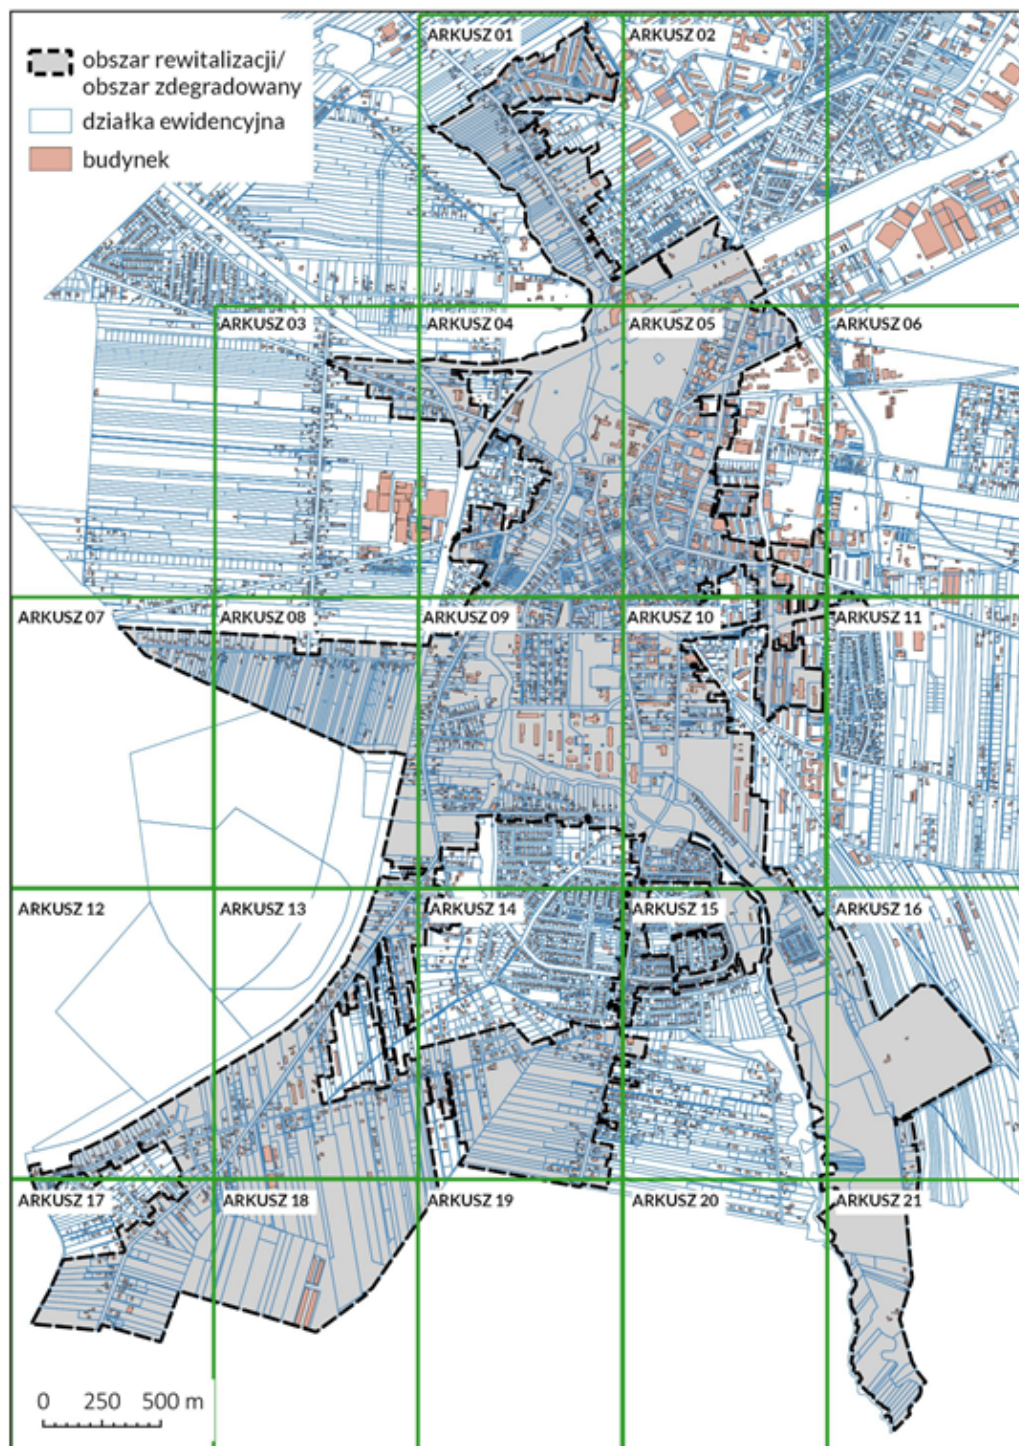 ARKUSZ 01
ARKUSZ 02
obszar rewitalizacji/
obszar zdegradowany
działka ewidencyjna
budynek
ARKUSZ 03
ARKUSZ 04
ARKUSZ 05
ARKUSZ 06
ARKUSZ 07
ARKUSZ 08
ARKUSZ 09
ARKUSZ 10
ARKUSZ 11
ARKUSZ 12
ARKUSZ 13
ARKUSZ 14
ARKUSZ 15
ARKUSZ 16
ARKUSZ 17
ARKUSZ 18
ARKUSZ 19
ARKUSZ 20
ARKUSZ 21
0 250 500 m